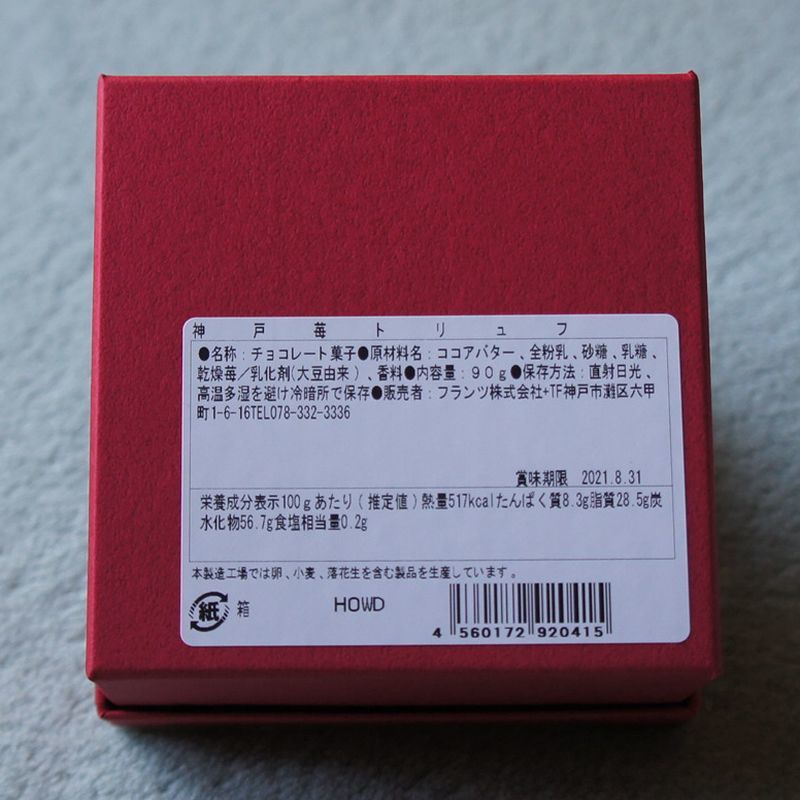 神戸苺トリュフ
●名称：チョコレート菓子●原材料名：ココアバター、全粉乳、砂糖、乳糖、
乾燥苺／乳化剤(大豆由来)、香料●内容量：９０ｇ●保存方法：直射日光、
高温多湿を避け冷暗所で保存●販売者：フランツ株式会社+TF神戸市灘区六甲
町1-6-16TEL078-332-3336
賞味期限 2021.8.31
栄養成分表示100ｇあたり(推定値)熱量517kcalたんぱく質8.3g脂質28.5g炭
水化物56.7g食塩相当量0.2g
本製造工場では卵、小麦、落花生を含む製品を生産しています。
紙 箱 HOWD
4 560172 920415